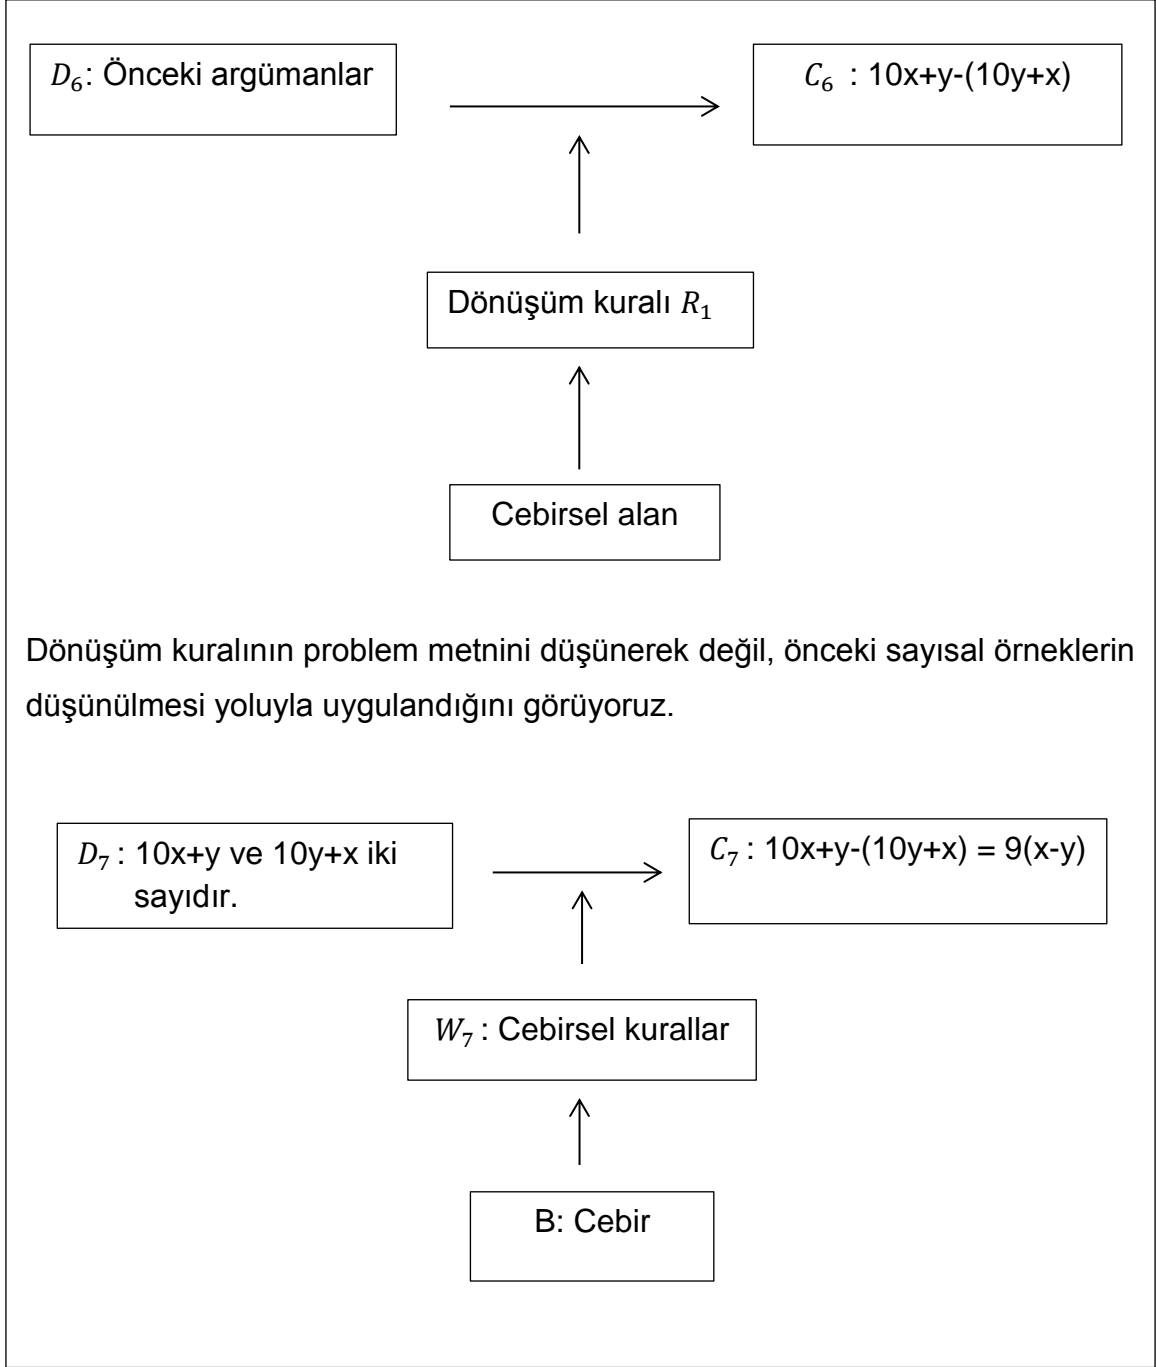 D₆: Önceki argümanlar
C₆ : 10x+y-(10y+x)
Dönüşüm kuralı R₁
Cebirsel alan
Dönüşüm kuralının problem metnini düşünerek değil, önceki sayısal örneklerin
düşünülmesi yoluyla uygulandığını görüyoruz.
D₇ : 10x+y ve 10y+x iki
sayıdır.
C₇ : 10x+y-(10y+x) = 9(x-y)
W₇ : Cebirsel kurallar
B: Cebir